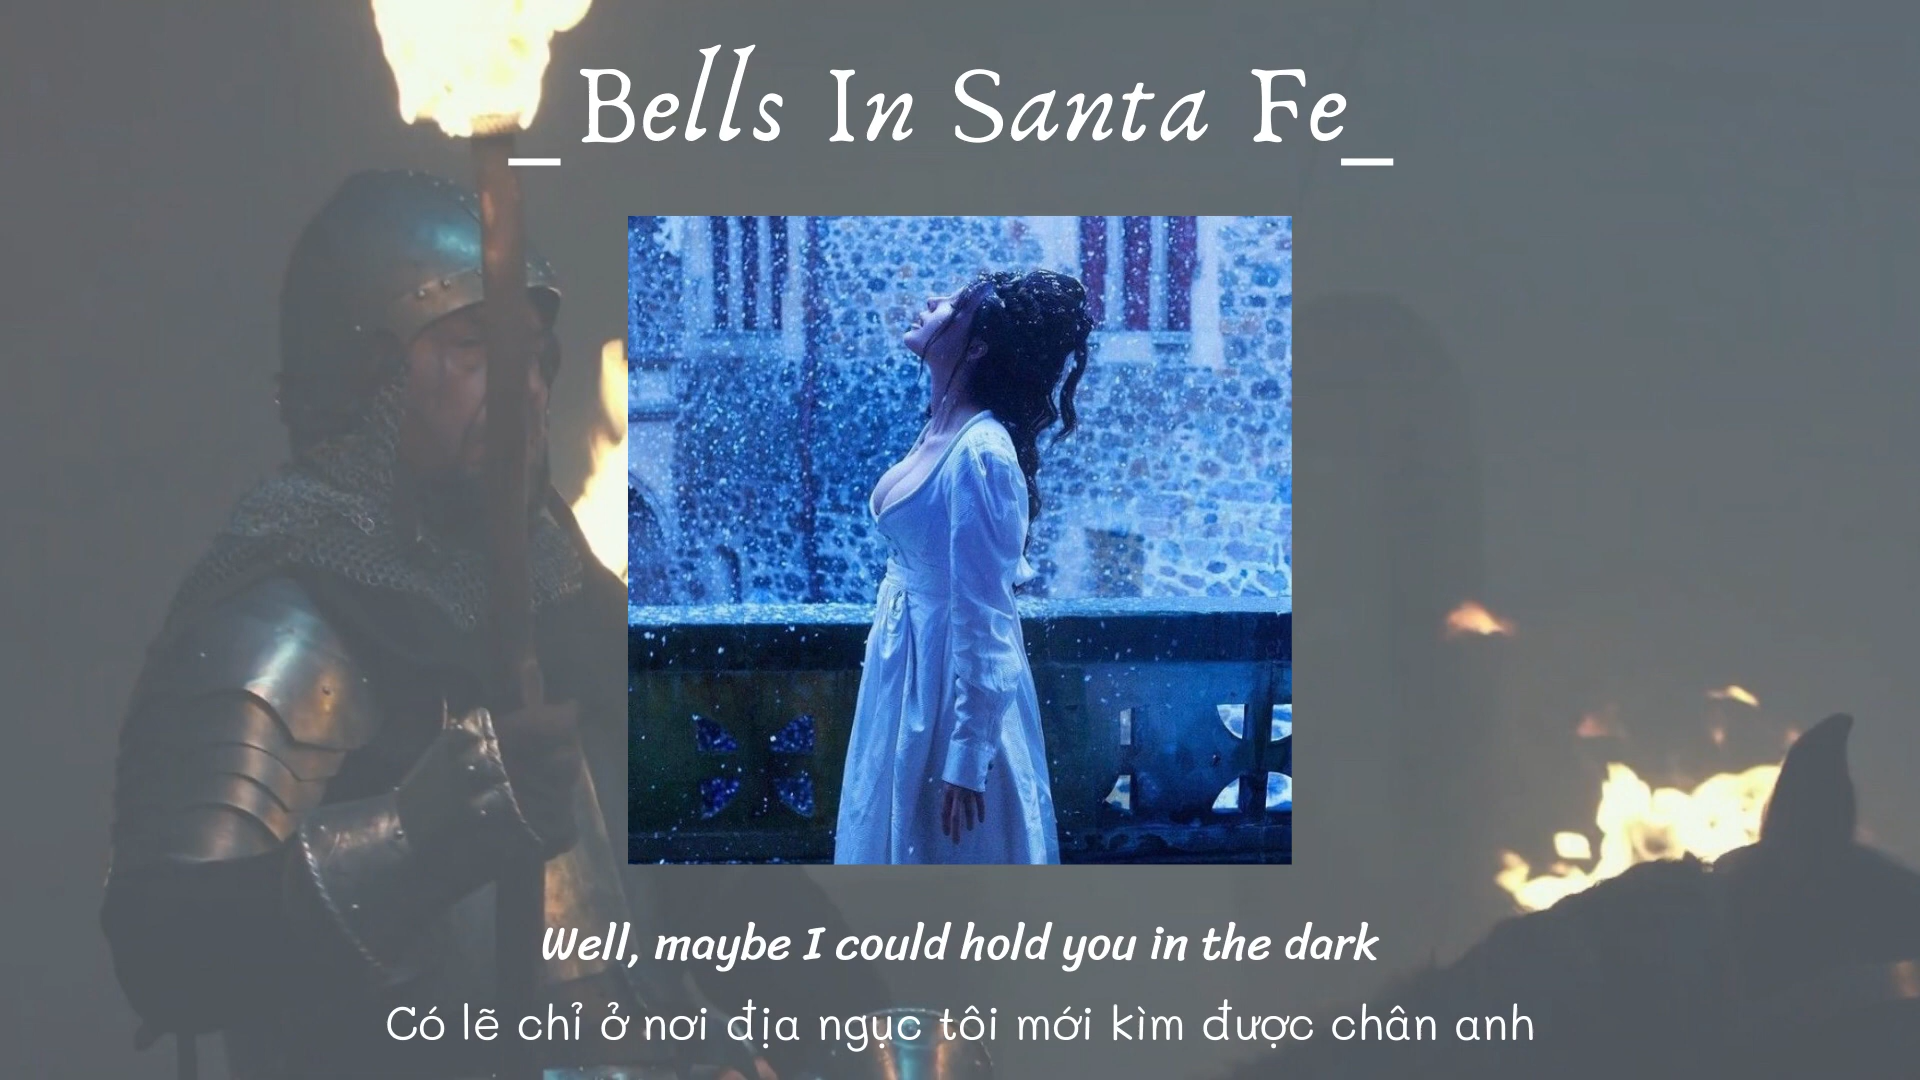 _Bells In Santa Fe_
Well, maybe I could hold you in the dark
Có lẽ chỉ ở nơi địa ngục tôi mới kìm được chân anh